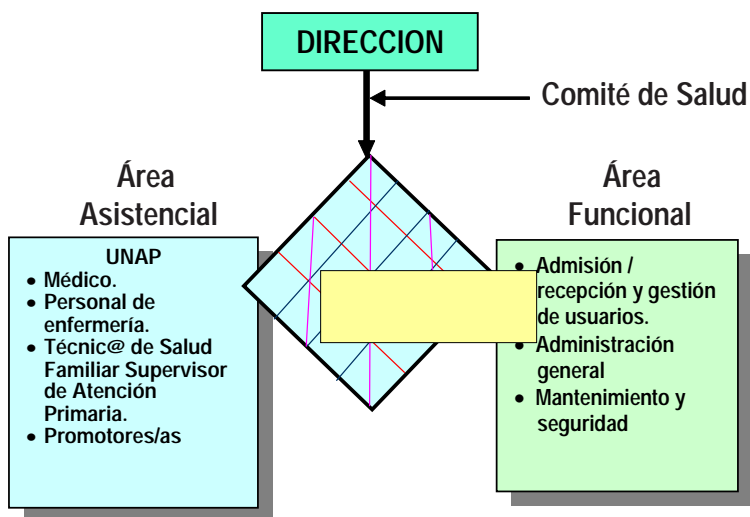 DIRECCION
Comité de Salud
Área
Asistencial
UNAP
• Médico.
• Personal de
enfermería.
• Técnic@ de Salud
Familiar Supervisor
de Atención
Primaria.
• Promotores/as
Área
Funcional
• Admisión /
recepción y gestión
de usuarios.
• Administración
general
• Mantenimiento y
seguridad